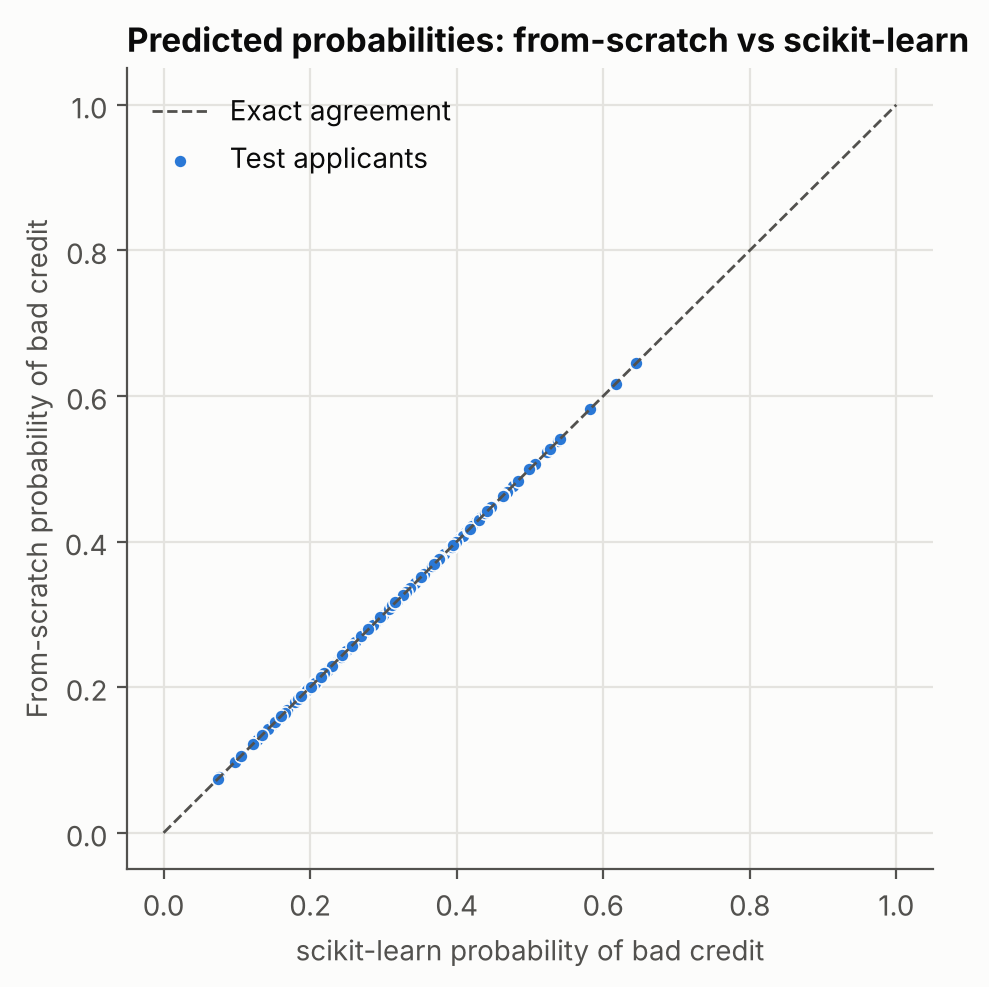 Predicted probabilities: from-scratch vs scikit-learn
Exact agreement
Test applicants
From-scratch probability of bad credit
1.0
0.8
0.6
0.4
0.2
0.0
0.0 0.2 0.4 0.6 0.8 1.0
scikit-learn probability of bad credit